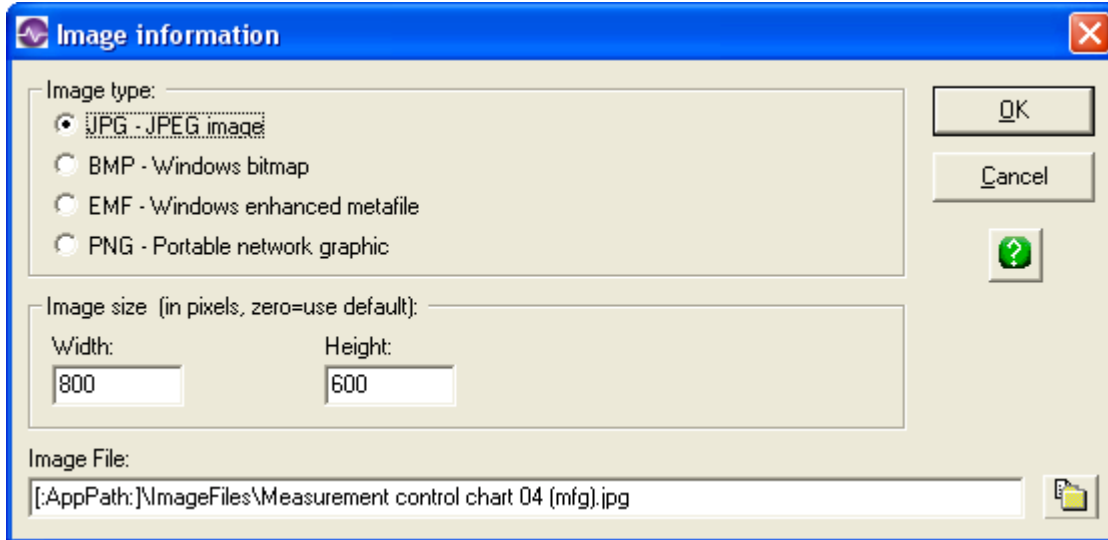 Image information
Image type:
JPG - JPEG image
BMP - Windows bitmap
EMF - Windows enhanced metafile
PNG - Portable network graphic
OK
Cancel
?
Image size (in pixels, zero=use default):
Width:
Height:
800
600
Image File:
[:AppPath:]\ImageFiles\Measurement control chart 04 (mfg).jpg